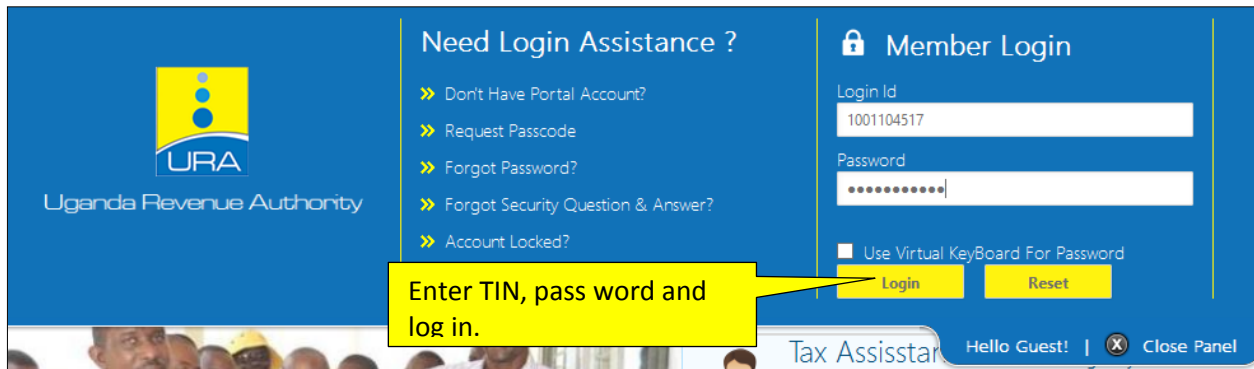 URA
Uganda Revenue Authority
Need Login Assistance ?
Don't Have Portal Account?
Request Passcode
Forgot Password?
Forgot Security Question & Answer?
Account Locked?
Enter TIN, pass word and
log in.
Member Login
Login Id
1001104517
Password
Use Virtual KeyBoard For Password
Login Reset
Tax
Hello Guest! | X Close Panel